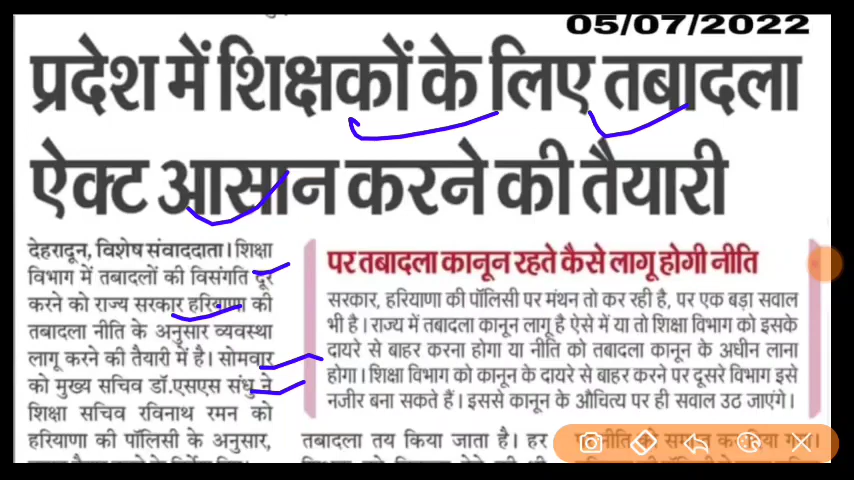 05/07/2022
प्रदेश में शिक्षकों के लिए तबादला
ऐक्ट आसान करने की तैयारी
देहरादून, विशेष संवाददाता। शिक्षा
विभाग में तबादलों की विसंगति दूर
करने को राज्य सरकार हरियाणा की
तबादला नीति के अनुसार व्यवस्था
लागू करने की तैयारी में है। सोमवार
को मुख्य सचिव डॉ.एसएस संधु ने
शिक्षा सचिव रविनाथ रमन को
हरियाणा की पॉलिसी के अनुसार,
पर तबादला कानून रहते कैसे लागू होगी नीति
सरकार, हरियाणा की पॉलिसी पर मंथन तो कर रही है, पर एक बड़ा सवाल
भी है। राज्य में तबादला कानून लागू है ऐसे में या तो शिक्षा विभाग को इसके
दायरे से बाहर करना होगा या नीति को तबादला कानून के अधीन लाना
होगा। शिक्षा विभाग को कानून के दायरे से बाहर करने पर दूसरे विभाग इसे
नजीर बना सकते हैं। इससे कानून के औचित्य पर ही सवाल उठ जाएंगे।
तबादला तय किया जाता है। हर